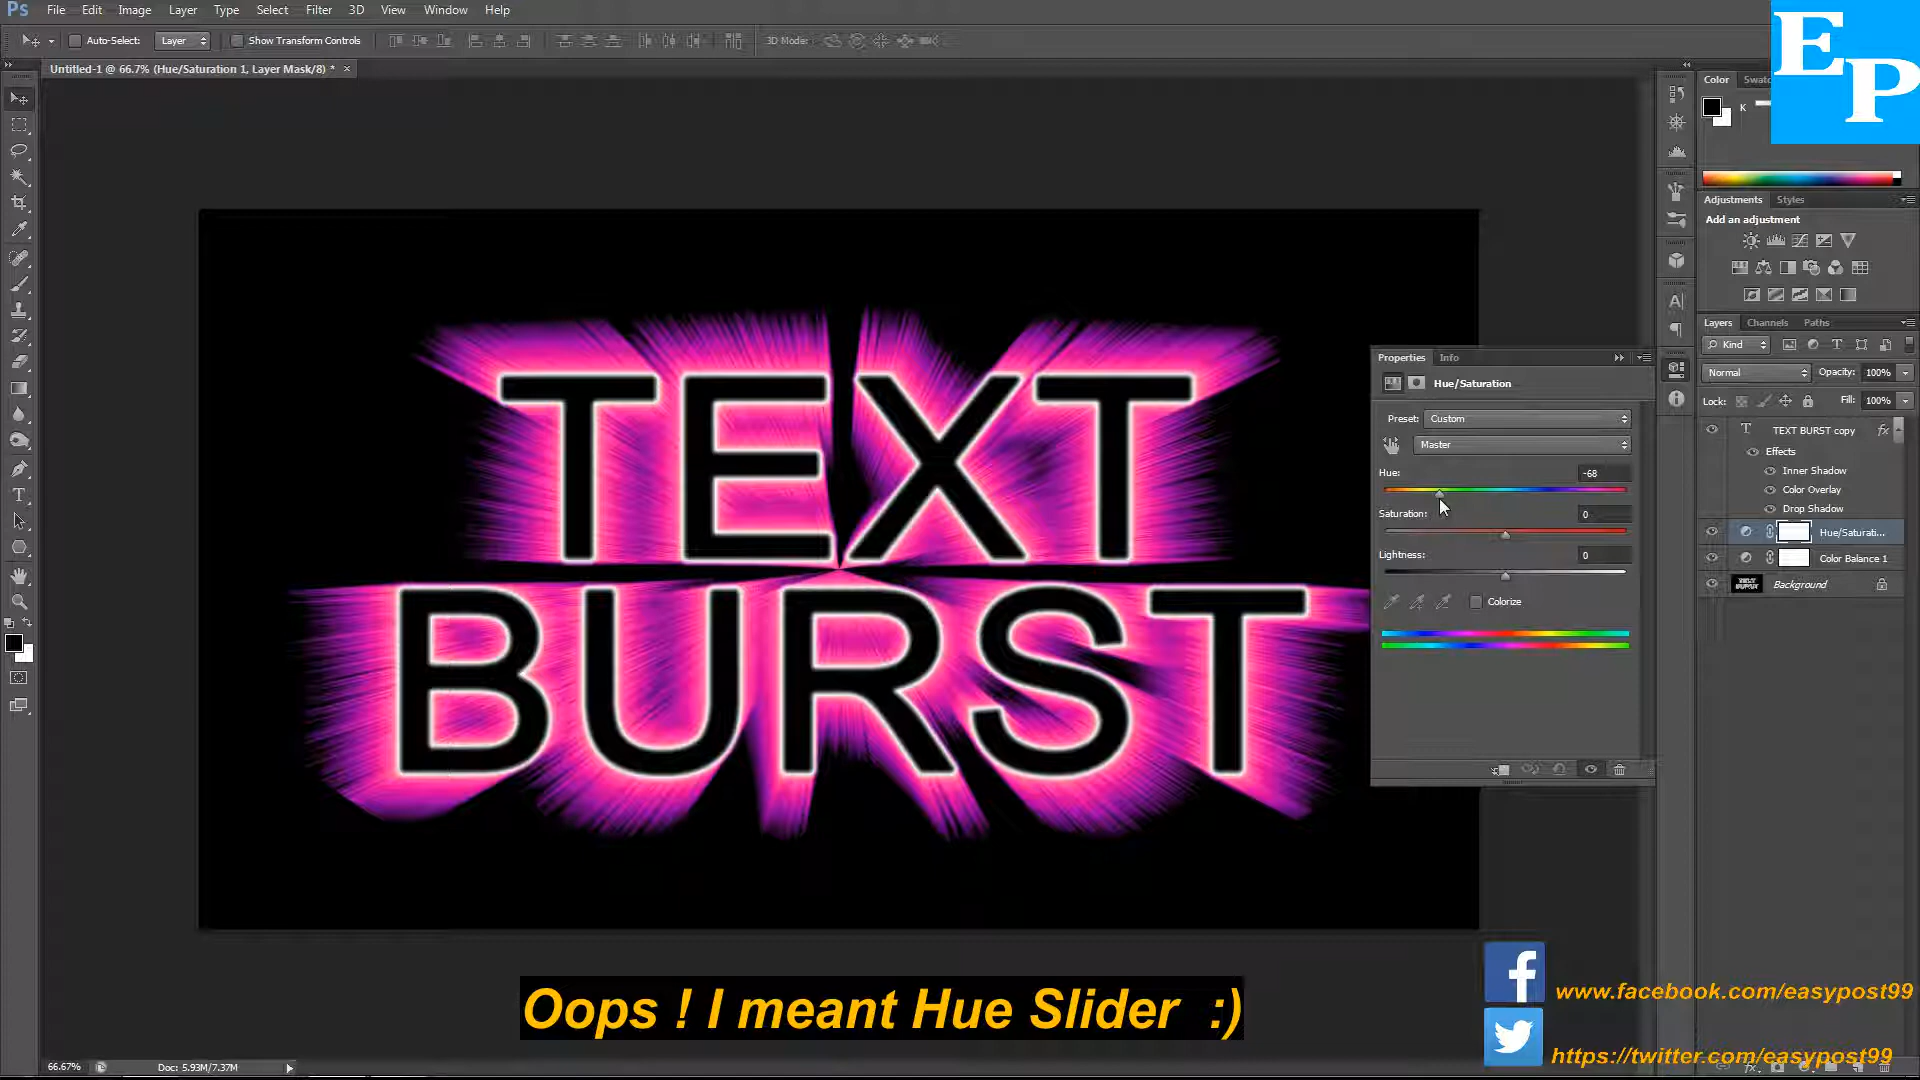 Ps File Edit Image Layer Type Select Filter 3D View Window Help
Auto-Select: Layer Show Transform Controls 3D Mode:
Untitled-1 @ 66.7% (Hue/Saturation 1, Layer Mask/8) * ×
EP
Color Swatc
K
Adjustments Styles
Add an adjustment
Layers Channels Paths
Kind
Normal Opacity: 100%
Lock: Fill: 100%
T TEXT BURST copy fx
Effects
Inner Shadow
Color Overlay
Drop Shadow
Hue/Saturati...
Color Balance 1
Background
Properties Info
Hue/Saturation
Preset: Custom
Master
Hue: -68
Saturation: 0
Lightness: 0
Colorize
TEXT
BURST
Oops ! I meant Hue Slider :)
www.facebook.com/easypost99
https://twitter.com/easypost99
66.67% Doc: 5.93M/7.37M